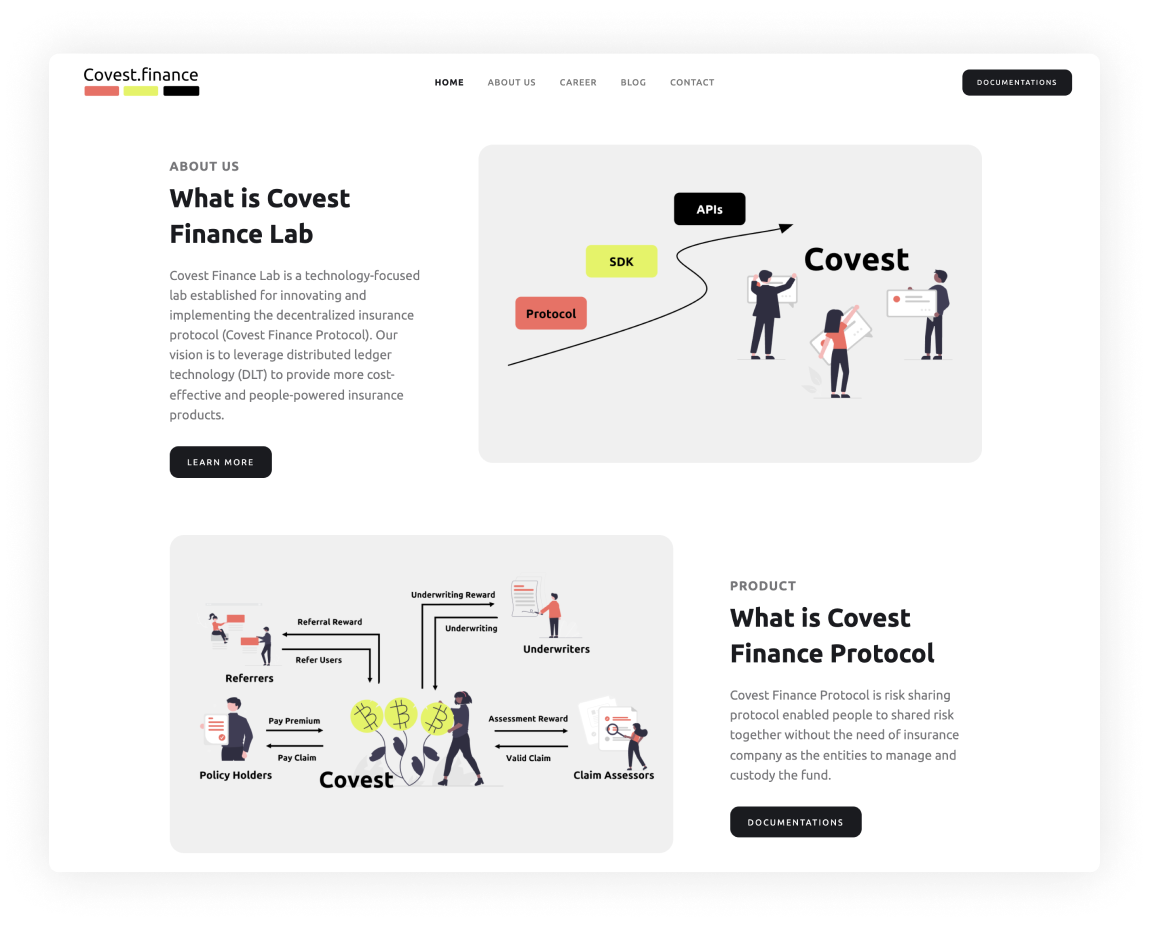 Covest.finance
HOME ABOUT US CAREER BLOG CONTACT
DOCUMENTATIONS
ABOUT US
What is Covest
Finance Lab
Covest Finance Lab is a technology-focused
lab established for innovating and
implementing the decentralized insurance
protocol (Covest Finance Protocol). Our
vision is to leverage distributed ledger
technology (DLT) to provide more cost-
effective and people-powered insurance
products.
LEARN MORE
APIs
SDK
Protocol
Covest
Underwriting Reward
Underwriting
Underwriters
Referral Reward
Refer Users
Referrers
Pay Premium
Pay Claim
Policy Holders
Covest
Assessment Reward
Valid Claim
Claim Assessors
PRODUCT
What is Covest
Finance Protocol
Covest Finance Protocol is risk sharing
protocol enabled people to shared risk
together without the need of insurance
company as the entities to manage and
custody the fund.
DOCUMENTATIONS